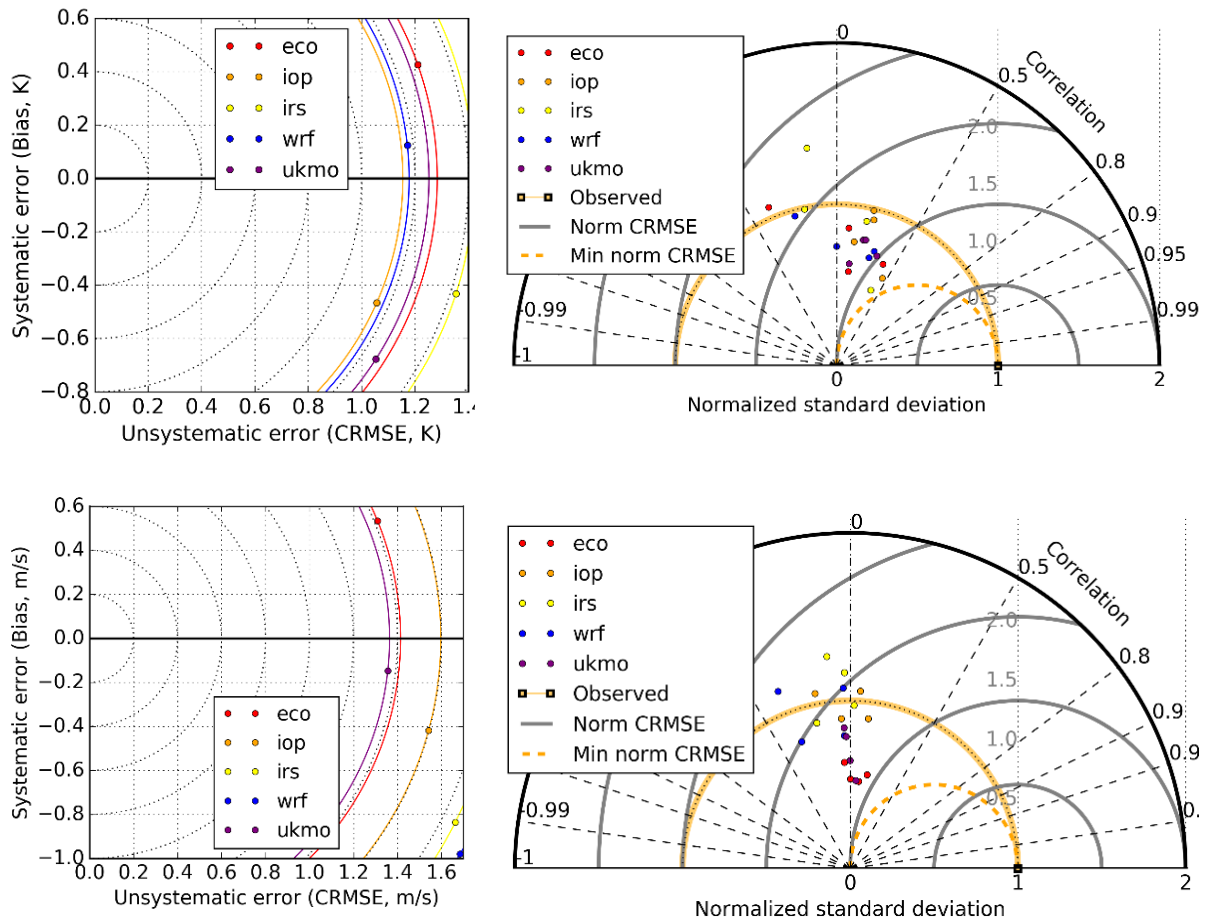 0.6
0.4
0.2
0.0
−0.2
−0.4
−0.6
−0.8
Systematic error (Bias, K)
eco
iop
irs
wrf
ukmo
0.0 0.2 0.4 0.6 0.8 1.0 1.2 1.4
Unsystematic error (CRMSE, K)
eco
iop
irs
wrf
ukmo
Observed
Norm CRMSE
Min norm CRMSE
0
0.5
Correlation
0.8
0.9
0.95
0.99
-0.99
-1
2.0
1.5
1.0
0.5
0 1 2
Normalized standard deviation
0.6
0.4
0.2
0.0
−0.2
−0.4
−0.6
−0.8
−1.0
Systematic error (Bias, m/s)
eco
iop
irs
wrf
ukmo
0.0 0.2 0.4 0.6 0.8 1.0 1.2 1.4 1.6
Unsystematic error (CRMSE, m/s)
eco
iop
irs
wrf
ukmo
Observed
Norm CRMSE
Min norm CRMSE
0
0.5
Correlation
0.8
0.9
0.9
0.
-0.99
-1
2.0
1.5
1.0
0.5
0 1 2
Normalized standard deviation